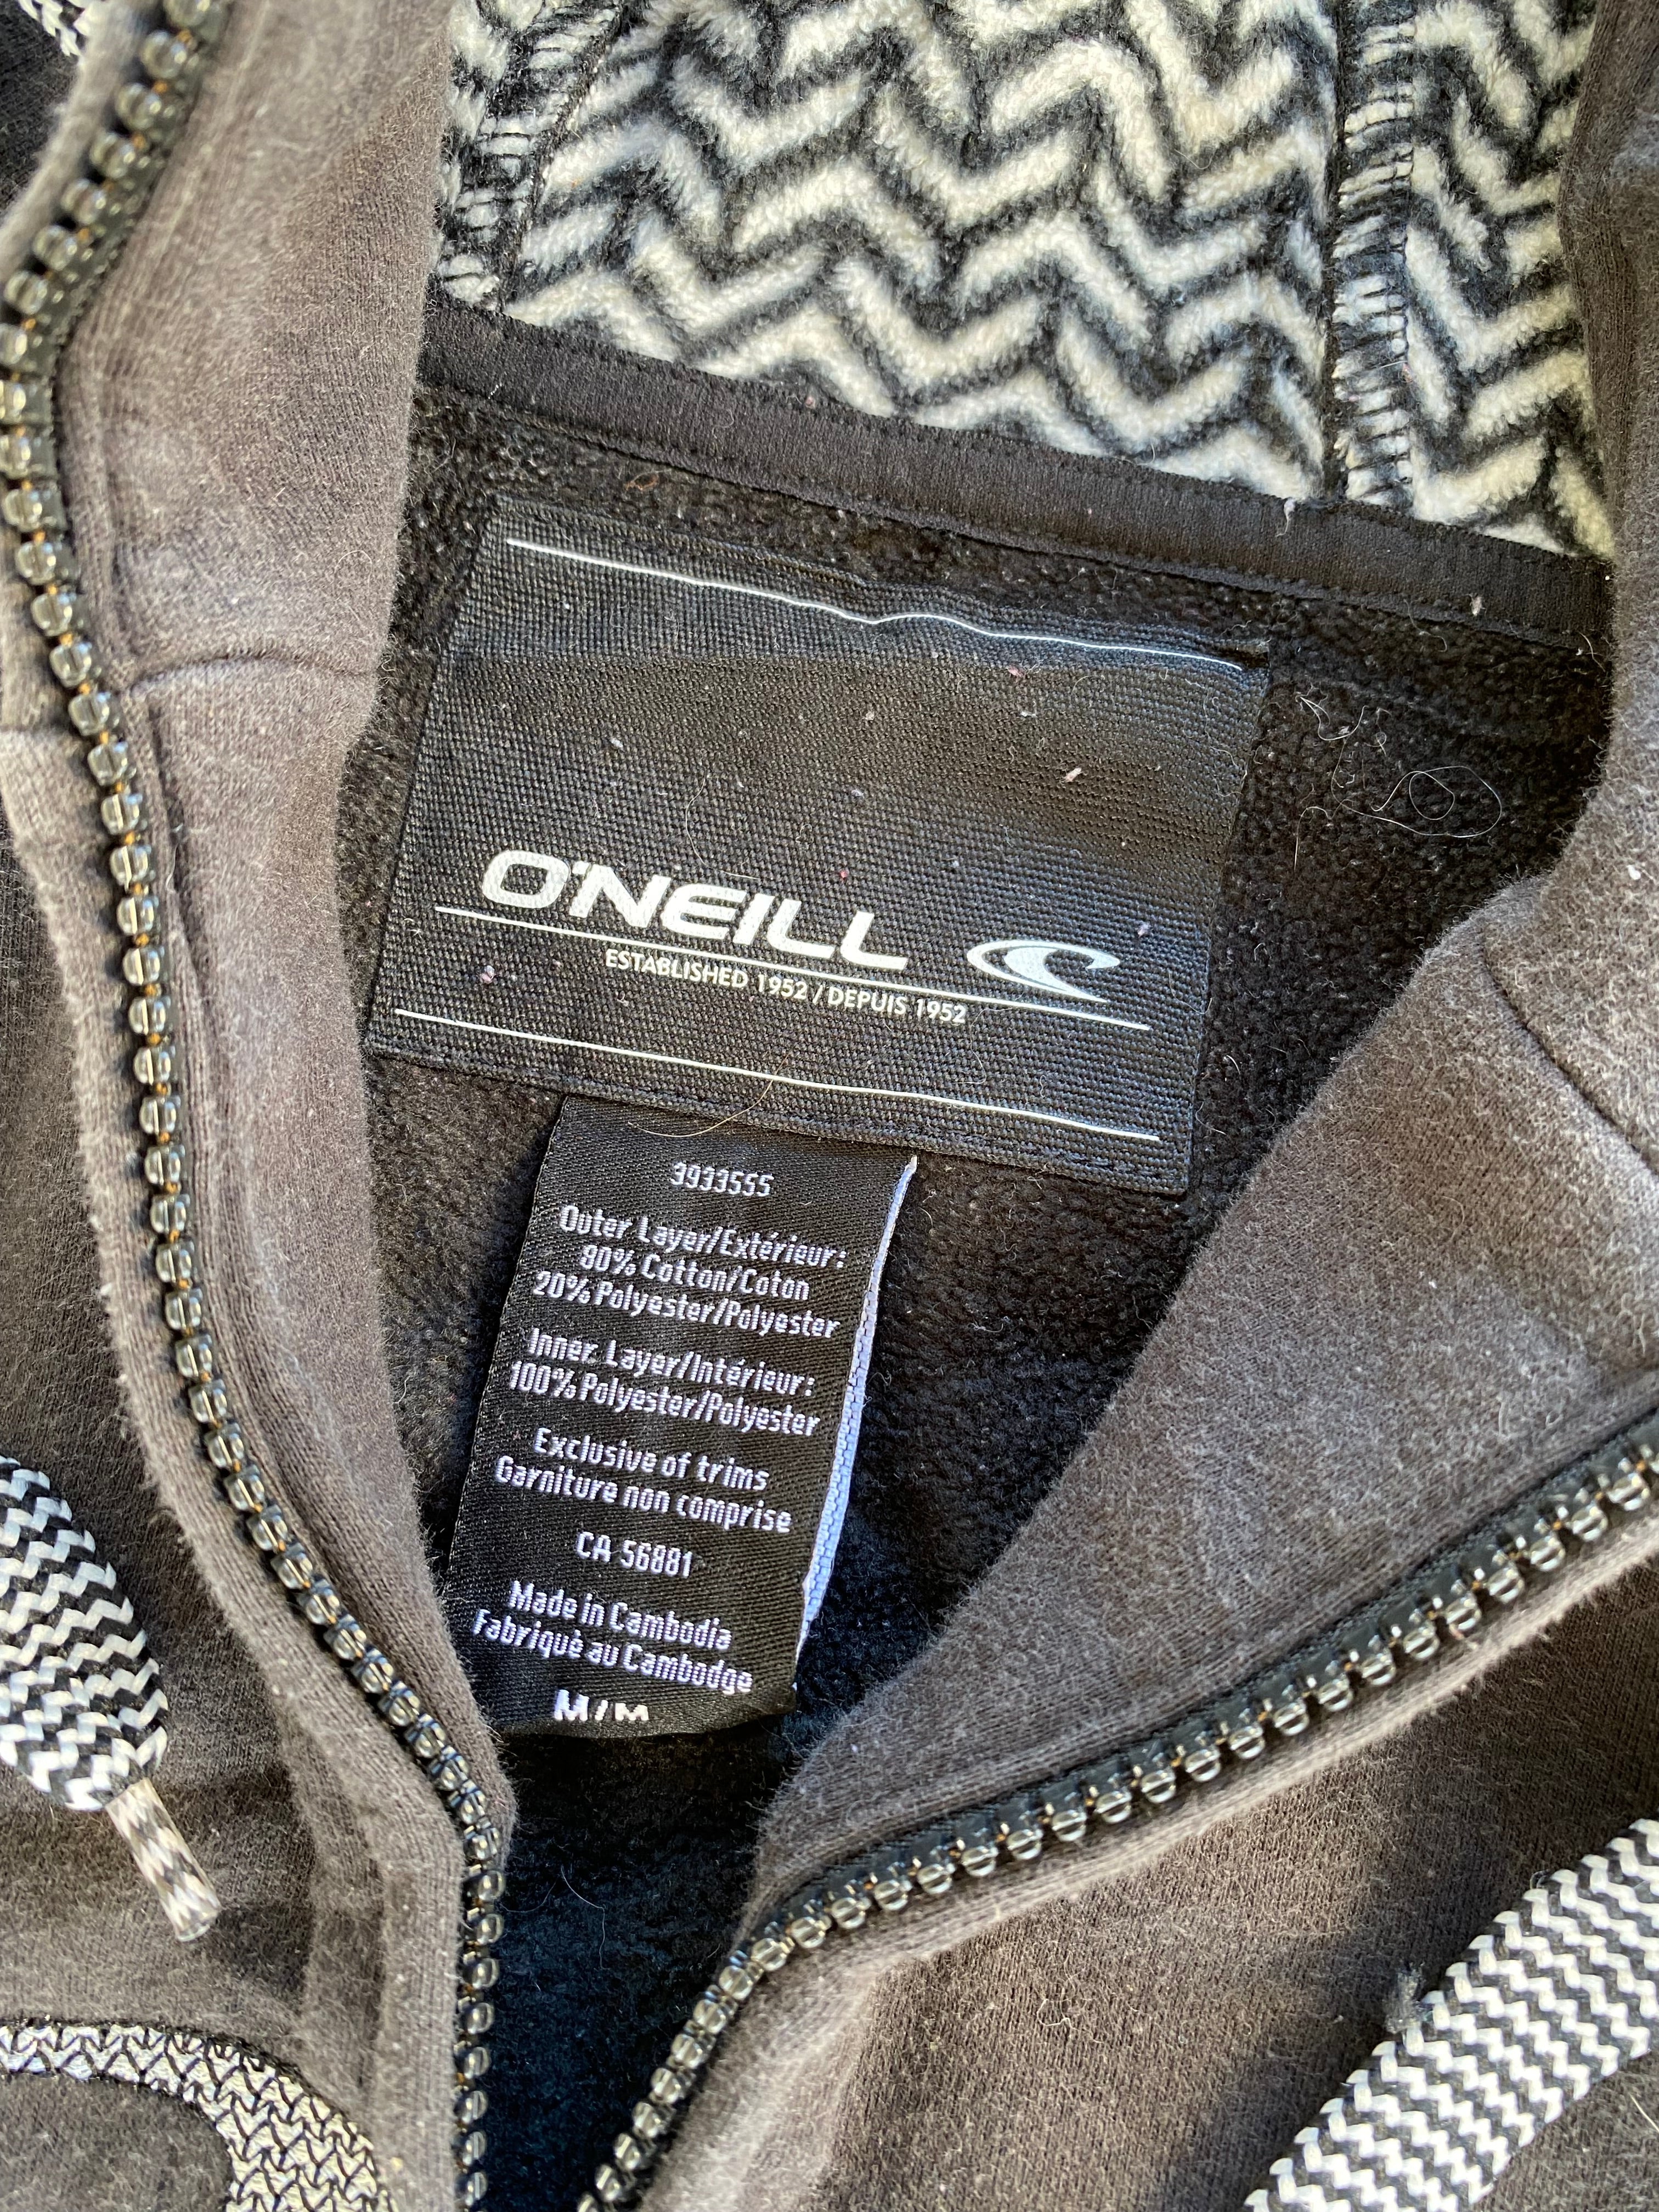 O'NEILL
ESTABLISHED 1952 / DEPUIS 1952
3933555
Outer Layer/Extérieur:
80% Cotton/Coton
20% Polyester/Polyester
Inner Layer/Intérieur:
100% Polyester/Polyester
Exclusive of trims
Garniture non comprise
CA 56881
Made in Cambodia
Fabriqué au Cambodge
M/M